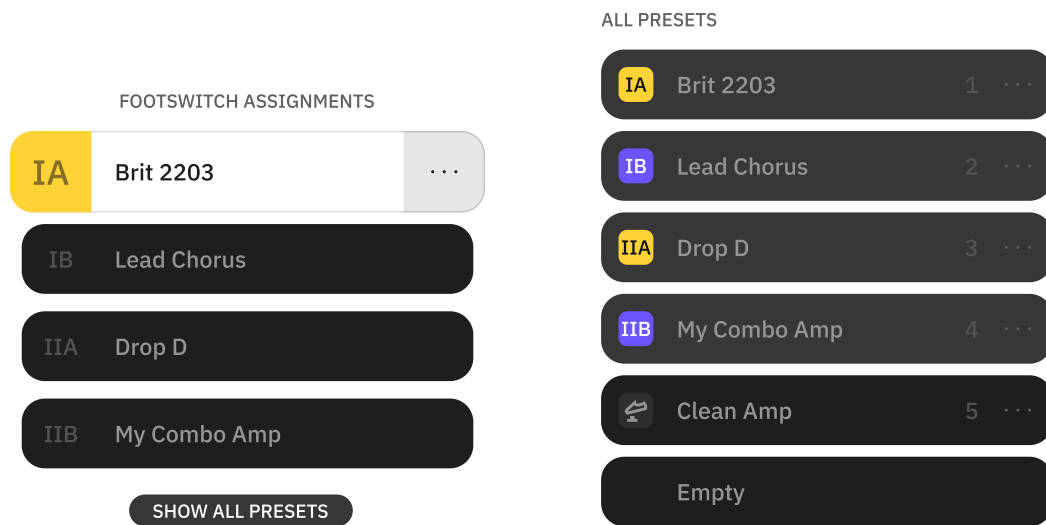 FOOTSWITCH ASSIGNMENTS
IA Brit 2203 ···
IB Lead Chorus
IIA Drop D
IIB My Combo Amp
SHOW ALL PRESETS
ALL PRESETS
IA Brit 2203 1 ···
IB Lead Chorus 2 ···
IIA Drop D 3 ···
IIB My Combo Amp 4 ···
Clean Amp 5 ···
Empty